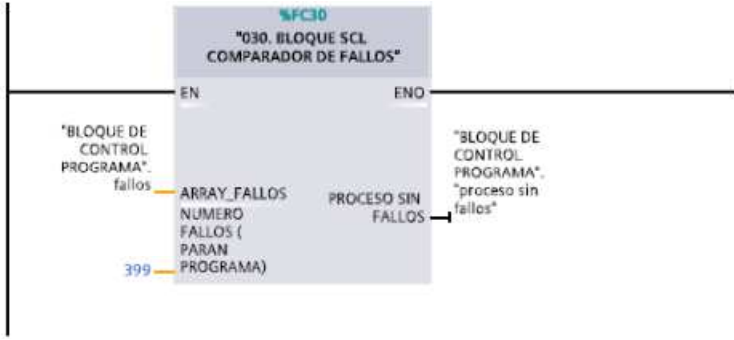 %FC30
"030. BLOQUE SCL
COMPARADOR DE FALLOS"
EN
ENO
"BLOQUE DE
CONTROL
PROGRAMA".
fallos
ARRAY_FALLOS
NUMERO
FALLOS (
PARAN
PROGRAMA)
399
PROCESO SIN
FALLOS
"BLOQUE DE
CONTROL
PROGRAMA".
"proceso sin
fallos"